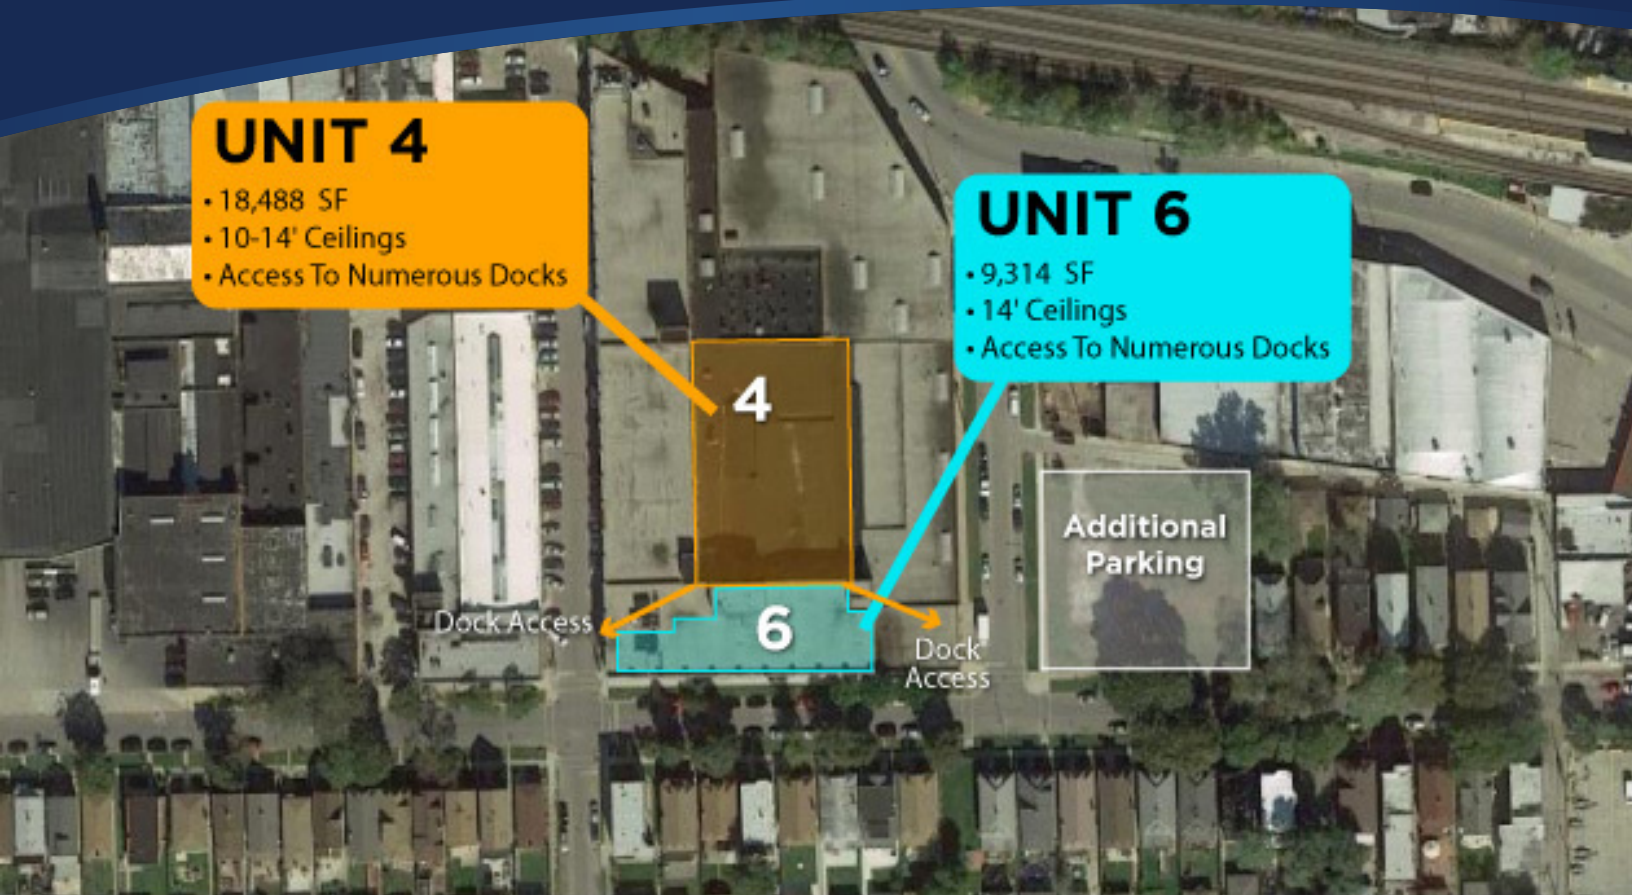 UNIT 4
• 18,488 SF
• 10-14' Ceilings
• Access To Numerous Docks
UNIT 6
• 9,314 SF
• 14' Ceilings
• Access To Numerous Docks
4
Additional
Parking
Dock Access
6
Dock
Access